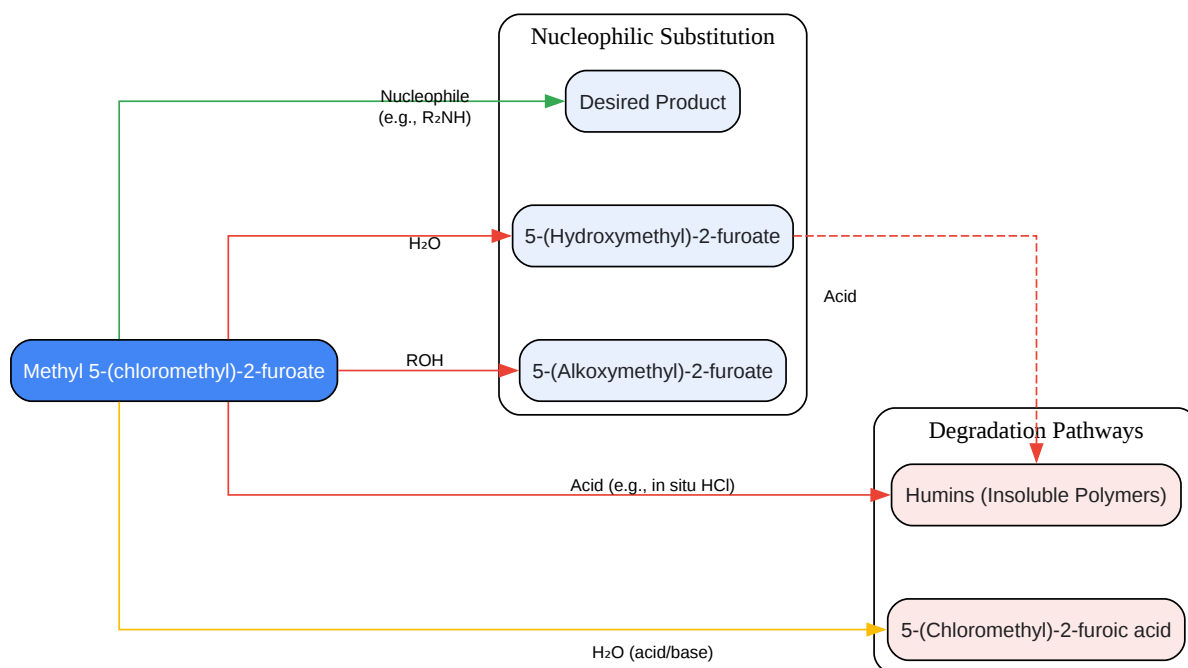 Nucleophilic Substitution
Nucleophile
(e.g., R₂NH)
Desired Product
H₂O
5-(Hydroxymethyl)-2-furoate
Acid
Methyl 5-(chloromethyl)-2-furoate
ROH
5-(Alkoxymethyl)-2-furoate
Degradation Pathways
Acid (e.g., in situ HCl)
Humins (Insoluble Polymers)
5-(Chloromethyl)-2-furoic acid
H₂O (acid/base)